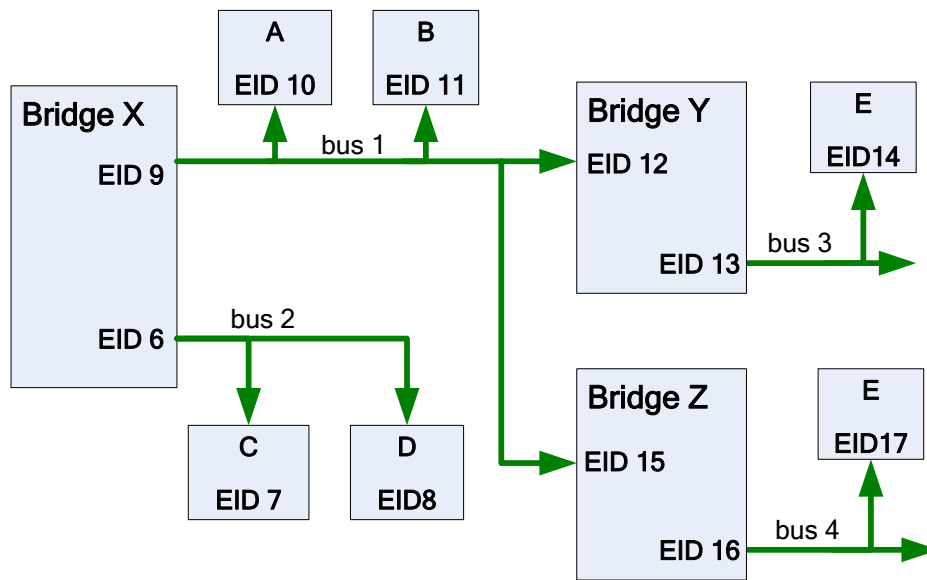 A
EID 10
B
EID 11
Bridge X
EID 9
bus 1
Bridge Y
EID 12
EID 13
E
EID14
bus 3
EID 6
bus 2
C
EID 7
D
EID8
Bridge Z
EID 15
EID 16
E
EID17
bus 4